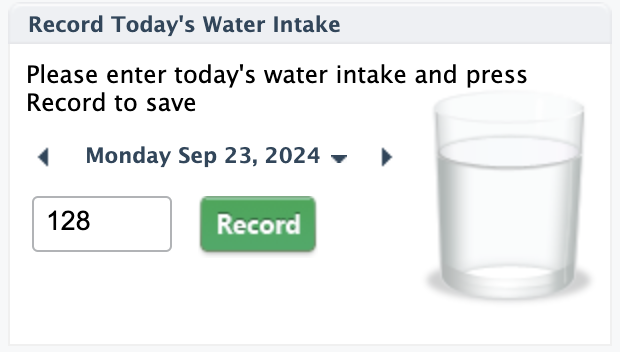 Record Today's Water Intake
Please enter today's water intake and press
Record to save
Monday Sep 23, 2024
128
Record